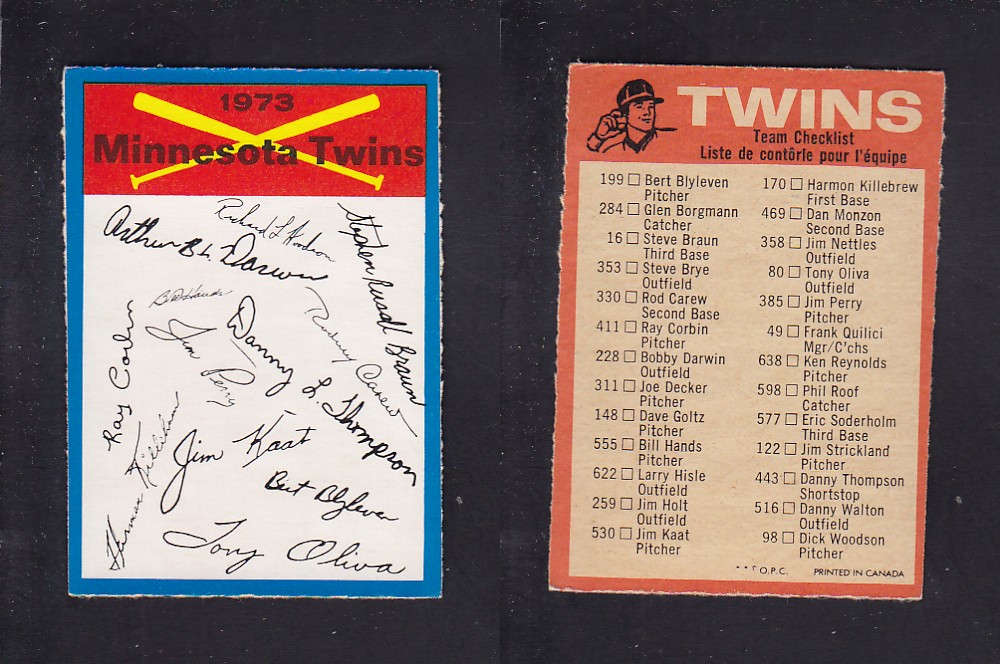 1973
Minnesota Twins
Richard L Woodson
Arthur B L Darwin
Stephen Russell Braun
Bill Hands
Rodney Carew
Jim Perry
Danny L. Thompson
Ray Corbin
Jim Kaat
Harmon Killebrew
Bert Blyleven
Tony Oliva
TWINS
Team Checklist
Liste de contôrle pour l'équipe
199 □ Bert Blyleven
Pitcher
284 □ Glen Borgmann
Catcher
16 □ Steve Braun
Third Base
353 □ Steve Brye
Outfield
330 □ Rod Carew
Second Base
411 □ Ray Corbin
Pitcher
228 □ Bobby Darwin
Outfield
311 □ Joe Decker
Pitcher
148 □ Dave Goltz
Pitcher
555 □ Bill Hands
Pitcher
622 □ Larry Hisle
Outfield
259 □ Jim Holt
Outfield
530 □ Jim Kaat
Pitcher
170 □ Harmon Killebrew
First Base
469 □ Dan Monzon
Second Base
358 □ Jim Nettles
Outfield
80 □ Tony Oliva
Outfield
385 □ Jim Perry
Pitcher
49 □ Frank Quilici
Mgr/C'chs
638 □ Ken Reynolds
Pitcher
598 □ Phil Roof
Catcher
577 □ Eric Soderholm
Third Base
122 □ Jim Strickland
Pitcher
443 □ Danny Thompson
Shortstop
516 □ Danny Walton
Outfield
98 □ Dick Woodson
Pitcher
O.P.C. PRINTED IN CANADA